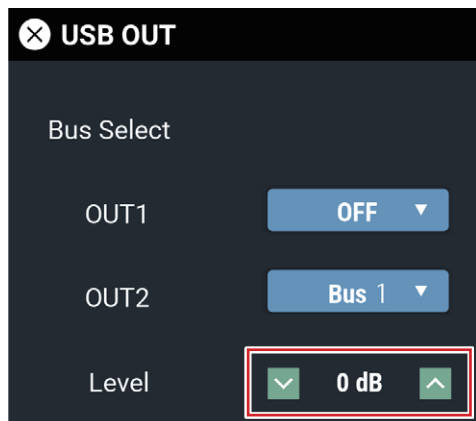 USB OUT
Bus Select
OUT1 OFF
OUT2 Bus 1
Level 0 dB